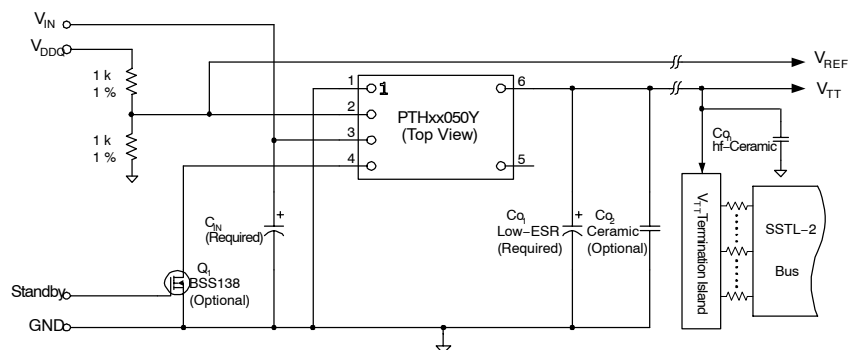 V_IN
V_DDQ
V_REF
V_TT
1 k
1 %
1 k
1 %
1
1
2
3
4
6
5
PTHxx050Y
(Top View)
Co_n
hf–Ceramic
C_IN
(Required)
Co_1
Low–ESR
(Required)
Co_2
Ceramic
(Optional)
V_TT Termination Island
SSTL–2
Bus
Q_1
BSS138
(Optional)
Standby
GND